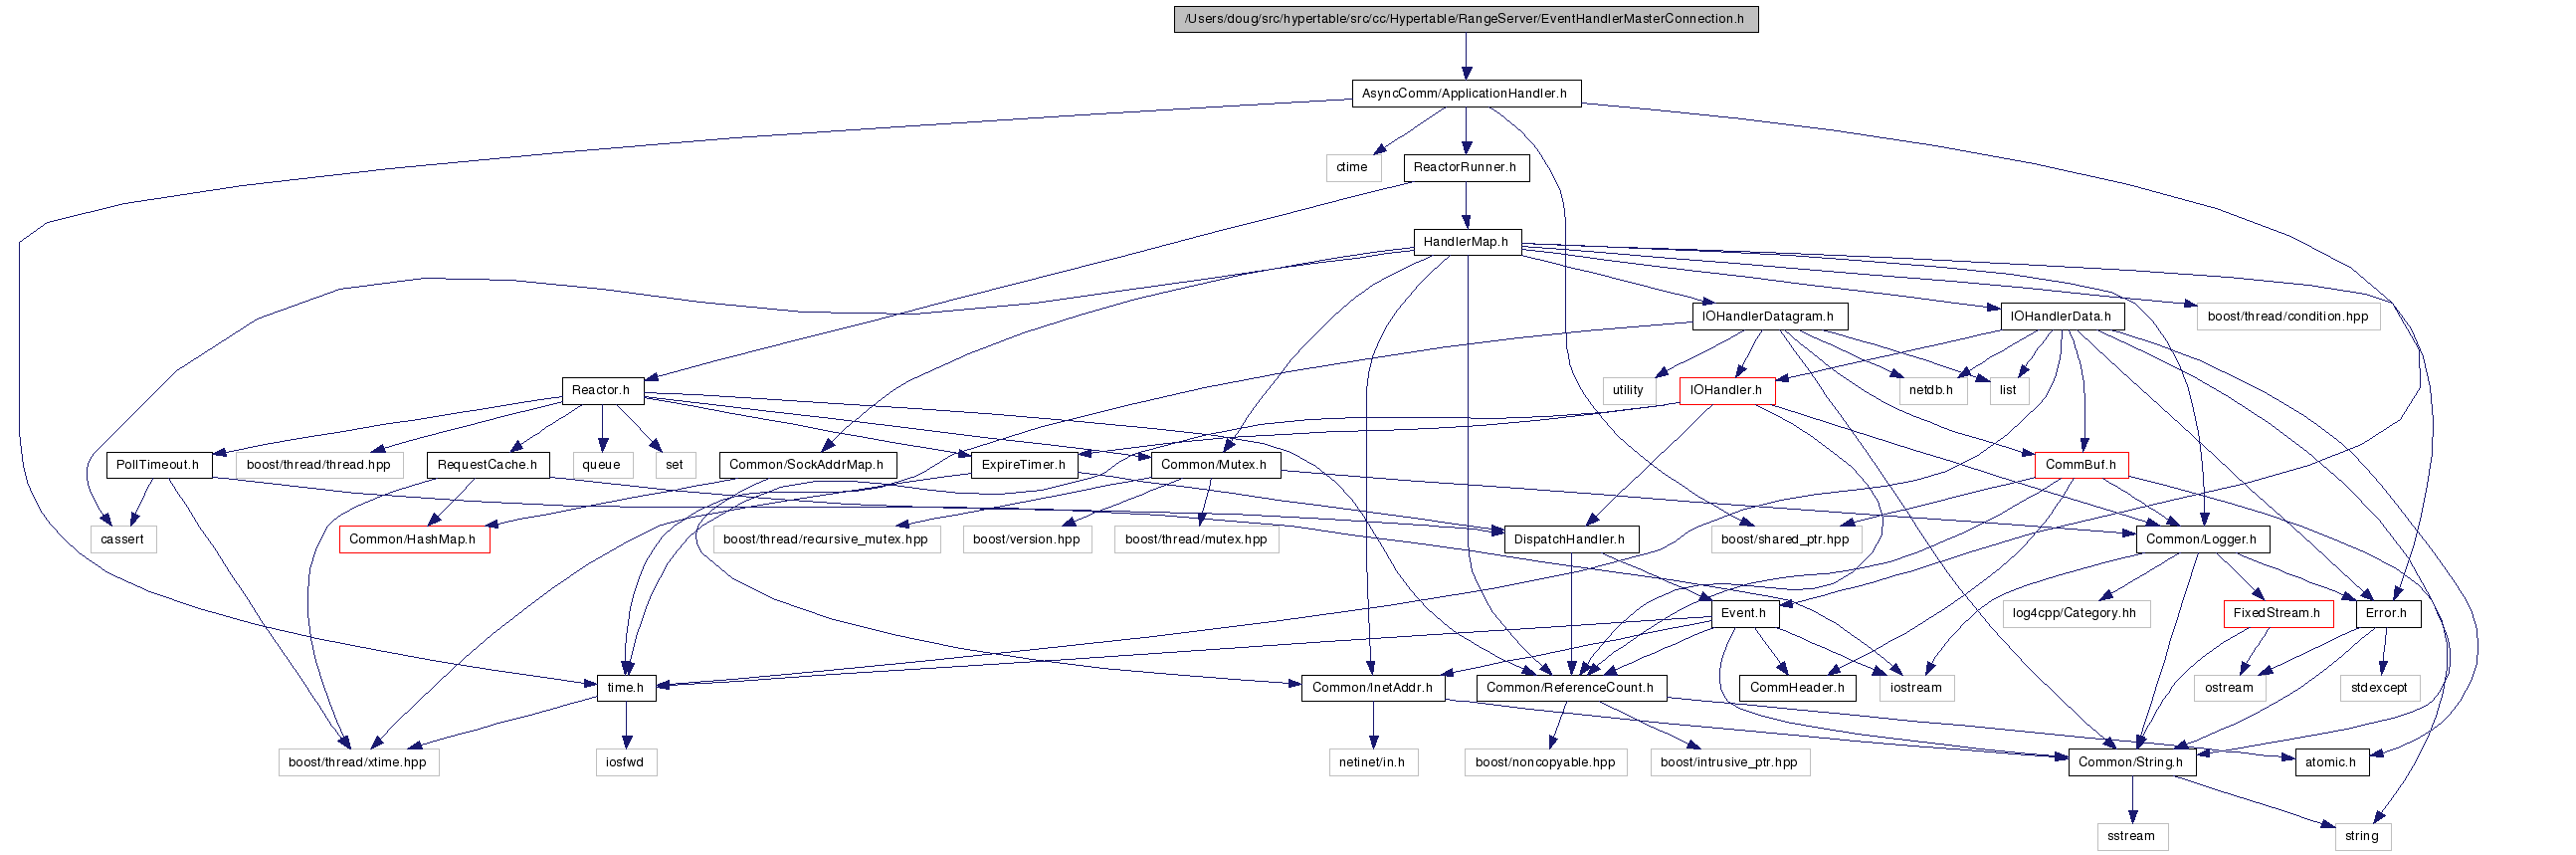 /Users/doug/src/hypertable/src/cc/Hypertable/RangeServer/EventHandlerMasterConnection.h
AsyncComm/ApplicationHandler.h
ctime
ReactorRunner.h
HandlerMap.h
IOHandlerDatagram.h
IOHandlerData.h
boost/thread/condition.hpp
Reactor.h
utility
IOHandler.h
netdb.h
list
PollTimeout.h
boost/thread/thread.hpp
RequestCache.h
queue
set
Common/SockAddrMap.h
ExpireTimer.h
Common/Mutex.h
CommBuf.h
cassert
Common/HashMap.h
boost/thread/recursive_mutex.hpp
boost/version.hpp
boost/thread/mutex.hpp
DispatchHandler.h
boost/shared_ptr.hpp
Common/Logger.h
Event.h
log4cpp/Category.hh
FixedStream.h
Error.h
time.h
Common/InetAddr.h
Common/ReferenceCount.h
CommHeader.h
iostream
ostream
stdexcept
boost/thread/xtime.hpp
iosfwd
netinet/in.h
boost/noncopyable.hpp
boost/intrusive_ptr.hpp
Common/String.h
atomic.h
sstream
string